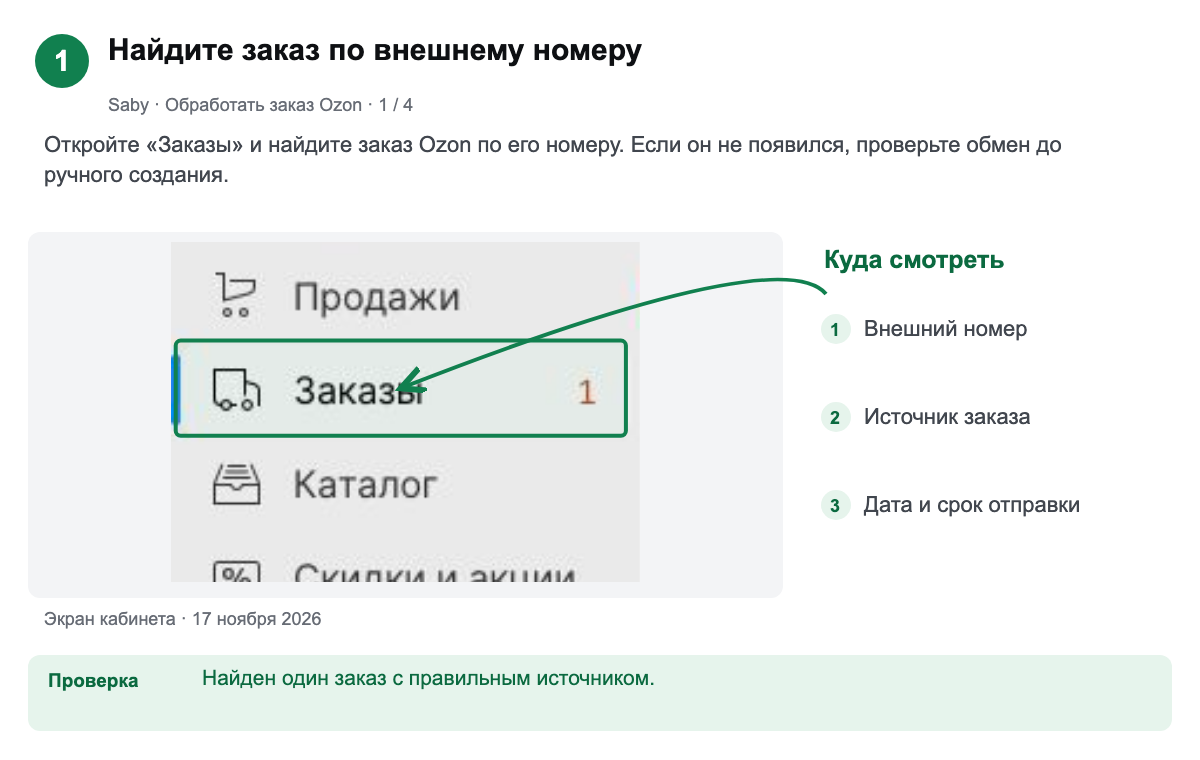 1
Найдите заказ по внешнему номеру
Saby · Обработать заказ Ozon · 1 / 4
Откройте «Заказы» и найдите заказ Ozon по его номеру. Если он не появился, проверьте обмен до
ручного создания.
Продажи
Заказы 1
Каталог
% Скидки и акции
Куда смотреть
1 Внешний номер
2 Источник заказа
3 Дата и срок отправки
Экран кабинета · 17 ноября 2026
Проверка Найден один заказ с правильным источником.